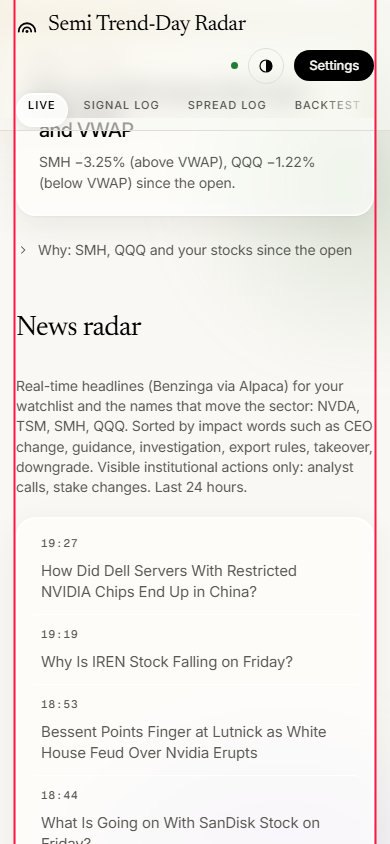 Semi Trend-Day Radar
Settings
LIVE
SIGNAL LOG
SPREAD LOG
BACKTEST
and VWAP
SMH −3.25% (above VWAP), QQQ −1.22%
(below VWAP) since the open.
Why: SMH, QQQ and your stocks since the open
News radar
Real-time headlines (Benzinga via Alpaca) for your
watchlist and the names that move the sector: NVDA,
TSM, SMH, QQQ. Sorted by impact words such as CEO
change, guidance, investigation, export rules, takeover,
downgrade. Visible institutional actions only: analyst
calls, stake changes. Last 24 hours.
19:27
How Did Dell Servers With Restricted
NVIDIA Chips End Up in China?
19:19
Why Is IREN Stock Falling on Friday?
18:53
Bessent Points Finger at Lutnick as White
House Feud Over Nvidia Erupts
18:44
What Is Going on With SanDisk Stock on
Friday?